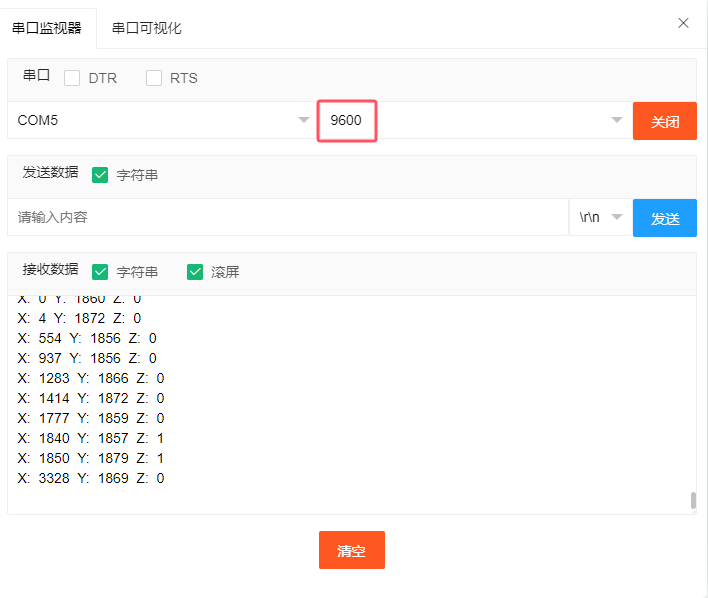 串口监视器 串口可视化
串口 DTR RTS
COM5 9600 关闭
发送数据 字符串
请输入内容 \r\n 发送
接收数据 字符串 滚屏
X: 0 Y: 1860 Z: 0
X: 4 Y: 1872 Z: 0
X: 554 Y: 1856 Z: 0
X: 937 Y: 1856 Z: 0
X: 1283 Y: 1866 Z: 0
X: 1414 Y: 1872 Z: 0
X: 1777 Y: 1859 Z: 0
X: 1840 Y: 1857 Z: 1
X: 1850 Y: 1879 Z: 1
X: 3328 Y: 1869 Z: 0
清空